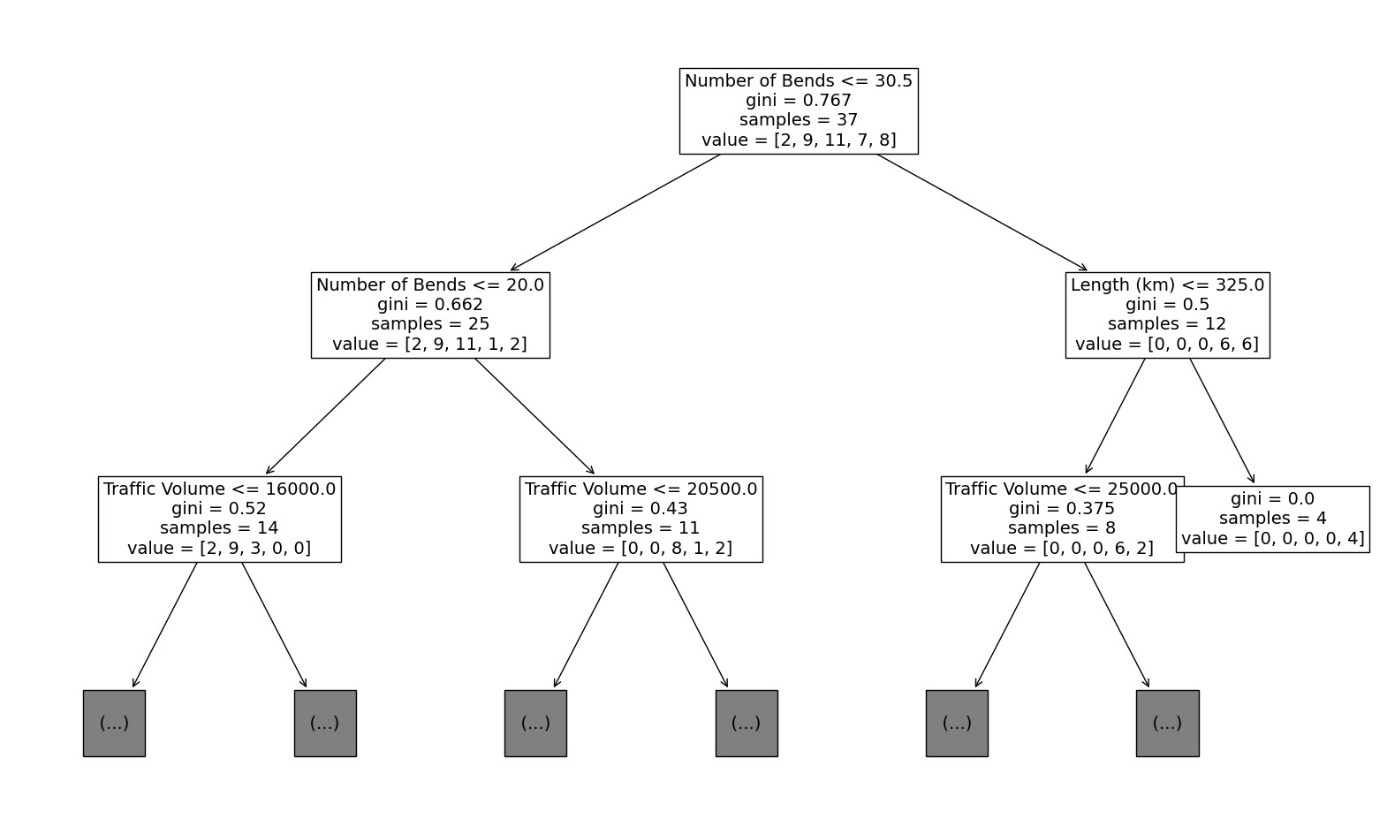 Number of Bends <= 30.5
gini = 0.767
samples = 37
value = [2, 9, 11, 7, 8]
Number of Bends <= 20.0
gini = 0.662
samples = 25
value = [2, 9, 11, 1, 2]
Length (km) <= 325.0
gini = 0.5
samples = 12
value = [0, 0, 0, 6, 6]
Traffic Volume <= 16000.0
gini = 0.52
samples = 14
value = [2, 9, 3, 0, 0]
Traffic Volume <= 20500.0
gini = 0.43
samples = 11
value = [0, 0, 8, 1, 2]
Traffic Volume <= 25000.0
gini = 0.375
samples = 8
value = [0, 0, 0, 6, 2]
gini = 0.0
samples = 4
value = [0, 0, 0, 0, 4]
(...)
(...)
(...)
(...)
(...)
(...)